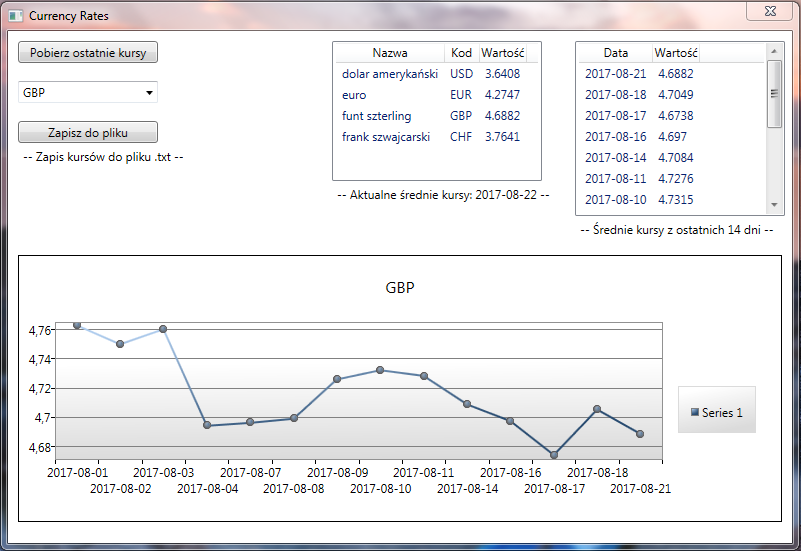 Currency Rates
Pobierz ostatnie kursy
GBP
Zapisz do pliku
-- Zapis kursów do pliku .txt --
Nazwa Kod Wartość
dolar amerykański USD 3.6408
euro EUR 4.2747
funt szterling GBP 4.6882
frank szwajcarski CHF 3.7641
-- Aktualne średnie kursy: 2017-08-22 --
Data Wartość
2017-08-21 4.6882
2017-08-18 4.7049
2017-08-17 4.6738
2017-08-16 4.697
2017-08-14 4.7084
2017-08-11 4.7276
2017-08-10 4.7315
-- Średnie kursy z ostatnich 14 dni --
GBP
4,76
4,74
4,72
4,7
4,68
2017-08-01 2017-08-03 2017-08-07 2017-08-09 2017-08-11 2017-08-16 2017-08-18
2017-08-02 2017-08-04 2017-08-08 2017-08-10 2017-08-14 2017-08-17 2017-08-21
Series 1